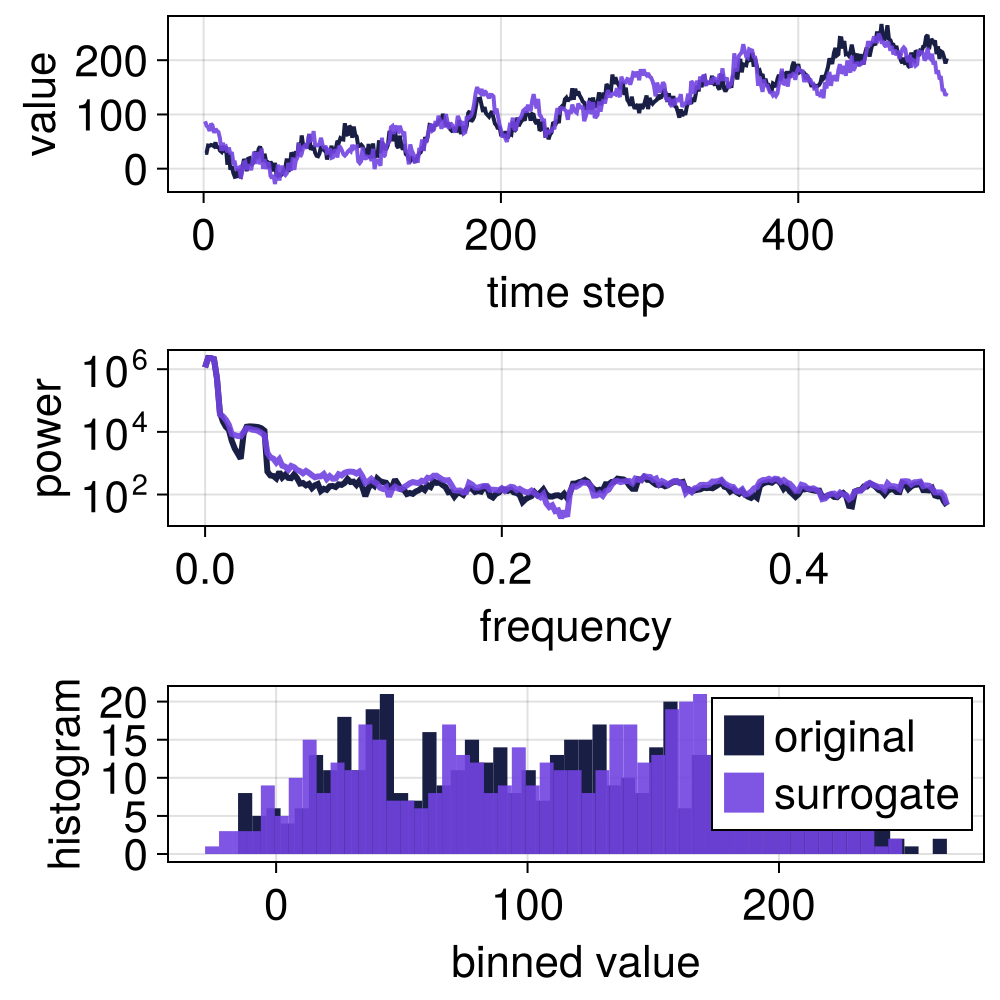 value
200
100
0
0 200 400
time step
power
10^6
10^4
10^2
0.0 0.2 0.4
frequency
histogram
20
15
10
5
0
original
surrogate
0 100 200
binned value